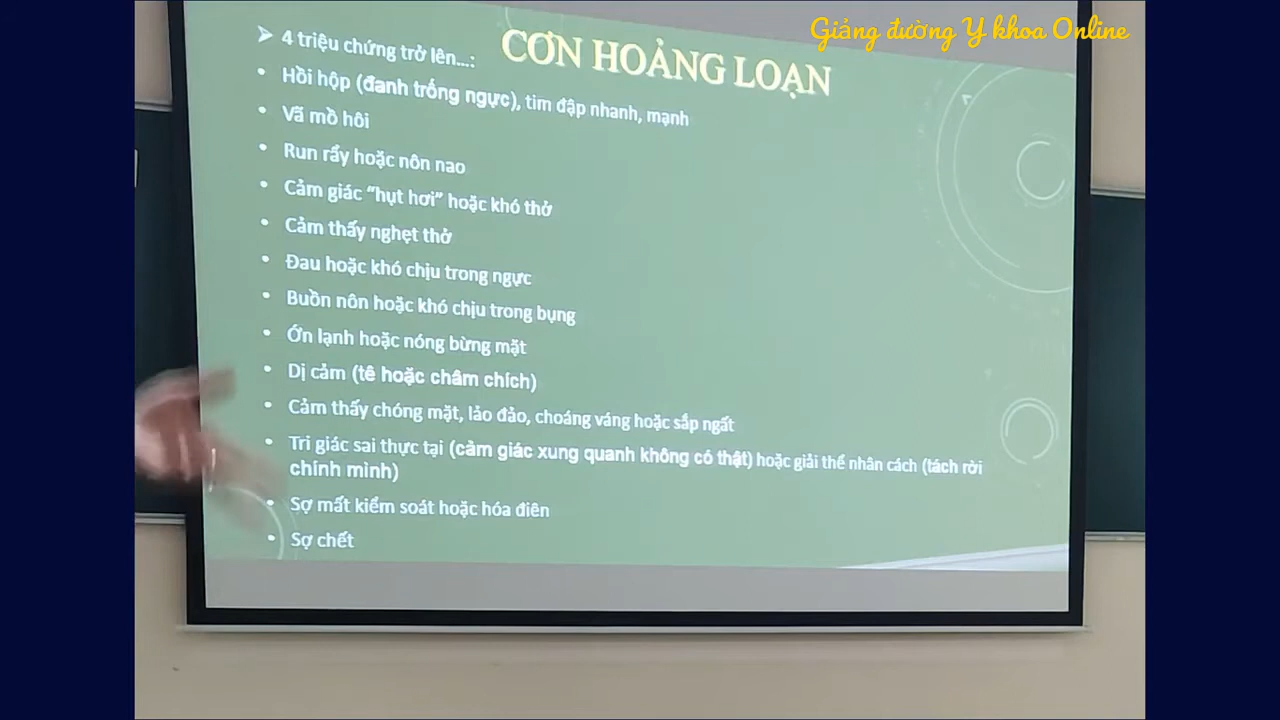 Giảng đường Y khoa Online
CƠN HOẢNG LOẠN
➢ 4 triệu chứng trở lên...:
• Hồi hộp (đanh trống ngực), tim đập nhanh, mạnh
• Vã mồ hôi
• Run rẩy hoặc nôn nao
• Cảm giác “hụt hơi” hoặc khó thở
• Cảm thấy nghẹt thở
• Đau hoặc khó chịu trong ngực
• Buồn nôn hoặc khó chịu trong bụng
• Ớn lạnh hoặc nóng bừng mặt
• Dị cảm (tê hoặc châm chích)
• Cảm thấy chóng mặt, lảo đảo, choáng váng hoặc sắp ngất
• Tri giác sai thực tại (cảm giác xung quanh không có thật) hoặc giải thể nhân cách (tách rời
chính mình)
• Sợ mất kiểm soát hoặc hóa điên
• Sợ chết